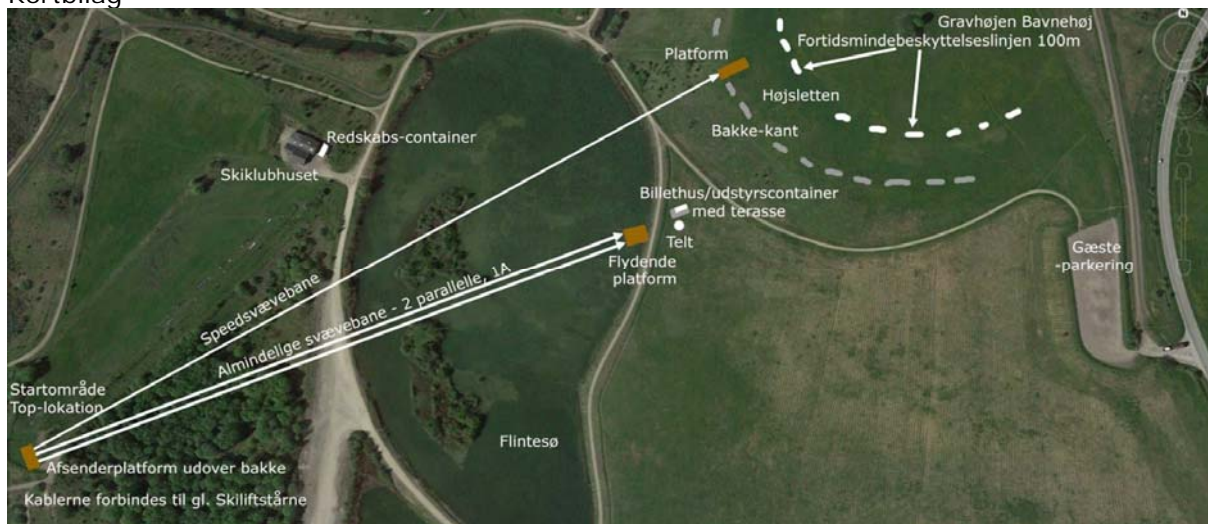 Kortbilag
Gravhøjen Bavnehøj
Fortidsmindebeskyttelseslinjen 100m
Platform
Højsletten
Bakke-kant
Redskabs-container
Skiklubhuset
Billethus/udstyrscontainer
med terasse
Telt
Flydende
platform
Gæste
-parkering
Speedsvævebane
Almindelige svævebane - 2 parallelle, 1A
Startområde
Top-lokation
Flintesø
Afsenderplatform udover bakke
Kablerne forbindes til gl. Skiliftstårne